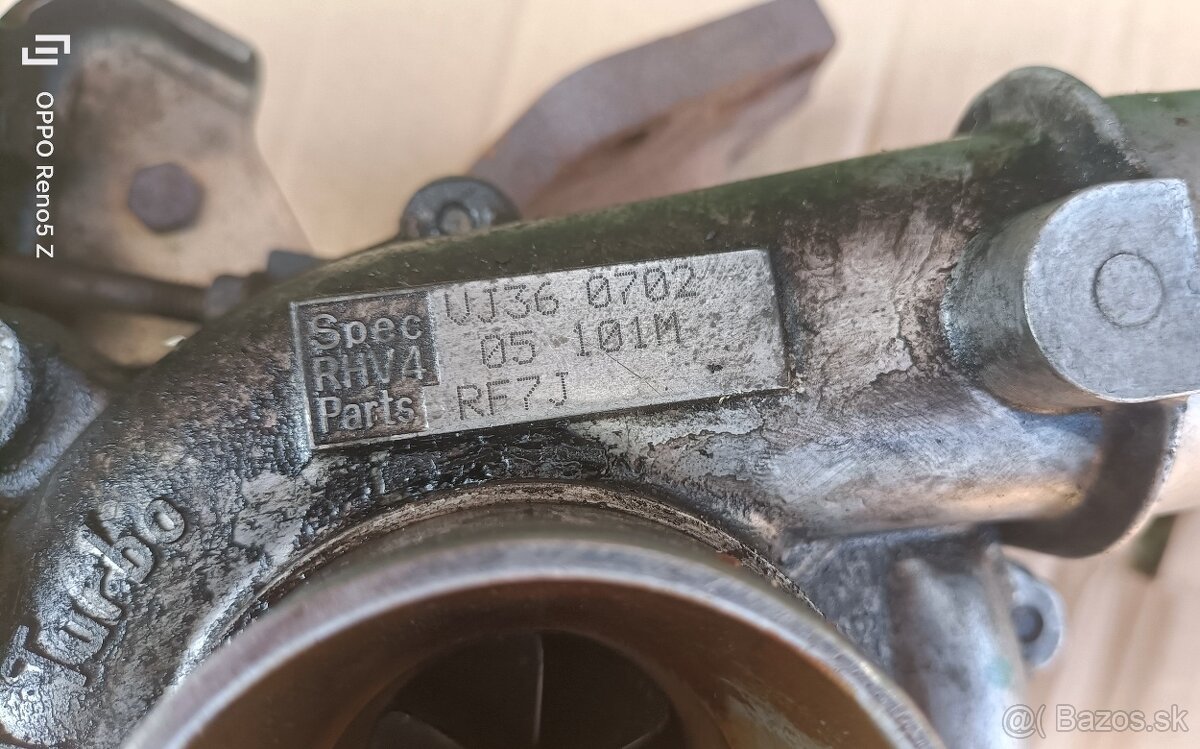 OPPO Reno5 Z
Spec VJ36 0702
RHV4 05 101M
Parts RF7J
Turbo
@( Bazos.sk